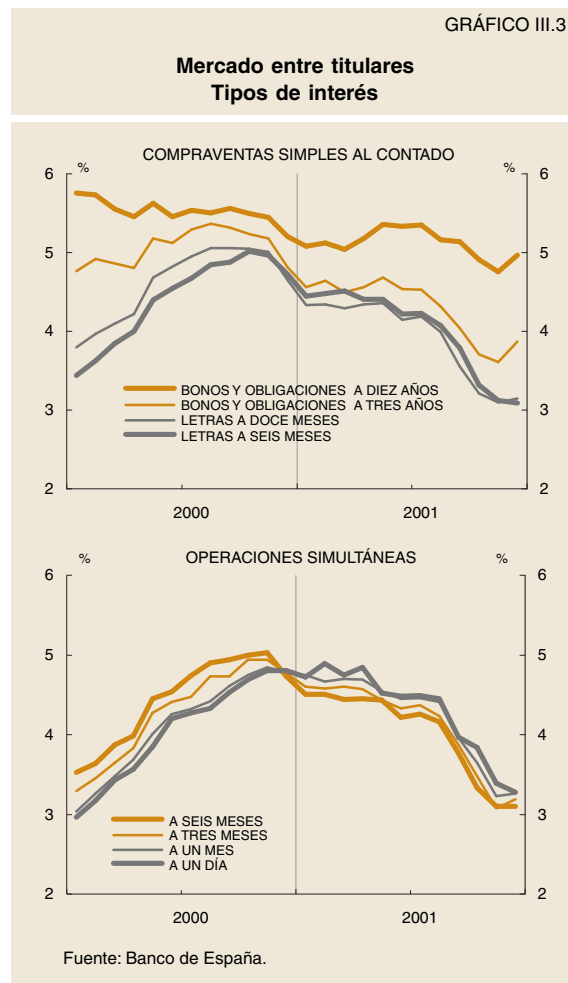 GRÁFICO III.3
Mercado entre titulares
Tipos de interés
COMPRAVENTAS SIMPLES AL CONTADO
% %
6 6
5 5
4 4
3 3
2 2
BONOS Y OBLIGACIONES A DIEZ AÑOS
BONOS Y OBLIGACIONES A TRES AÑOS
LETRAS A DOCE MESES
LETRAS A SEIS MESES
2000 2001
OPERACIONES SIMULTÁNEAS
% %
6 6
5 5
4 4
3 3
2 2
A SEIS MESES
A TRES MESES
A UN MES
A UN DÍA
2000 2001
Fuente: Banco de España.